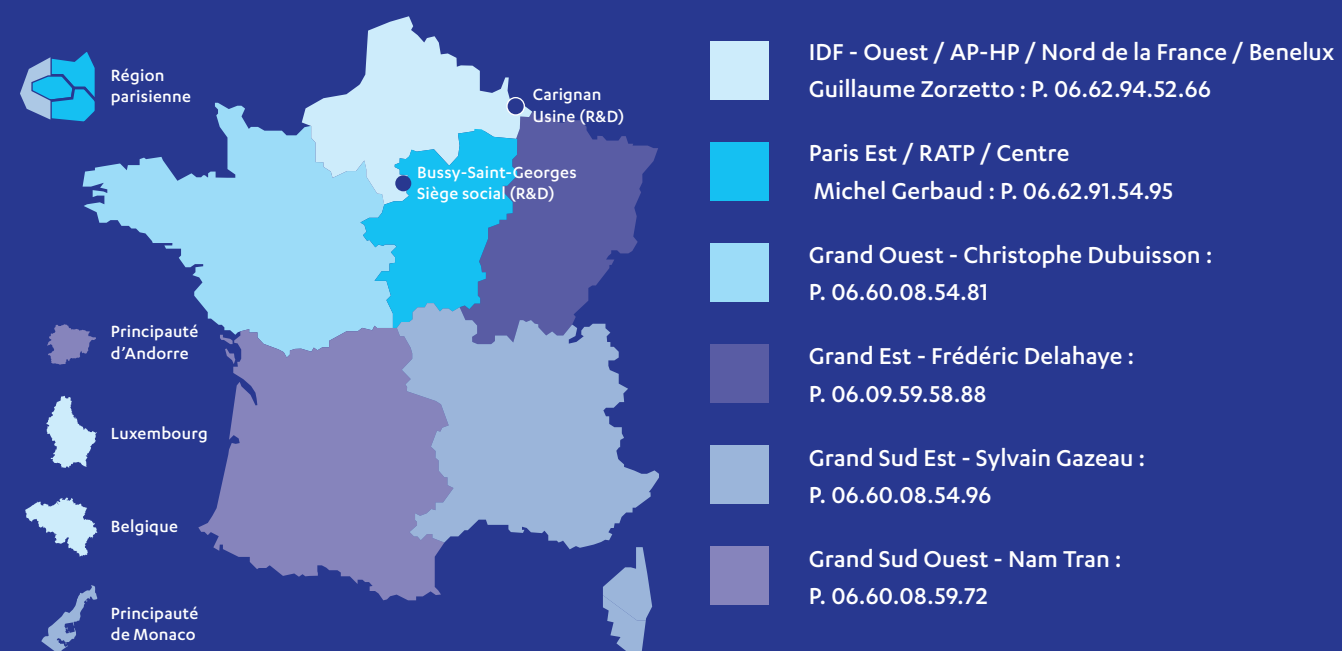 Région
parisienne
Carignan
Usine (R&D)
Bussy-Saint-Georges
Siège social (R&D)
Principauté
d'Andorre
Luxembourg
Belgique
Principauté
de Monaco
IDF - Ouest / AP-HP / Nord de la France / Benelux
Guillaume Zorzetto : P. 06.62.94.52.66
Paris Est / RATP / Centre
Michel Gerbaud : P. 06.62.91.54.95
Grand Ouest - Christophe Dubuisson :
P. 06.60.08.54.81
Grand Est - Frédéric Delahaye :
P. 06.09.59.58.88
Grand Sud Est - Sylvain Gazeau :
P. 06.60.08.54.96
Grand Sud Ouest - Nam Tran :
P. 06.60.08.59.72